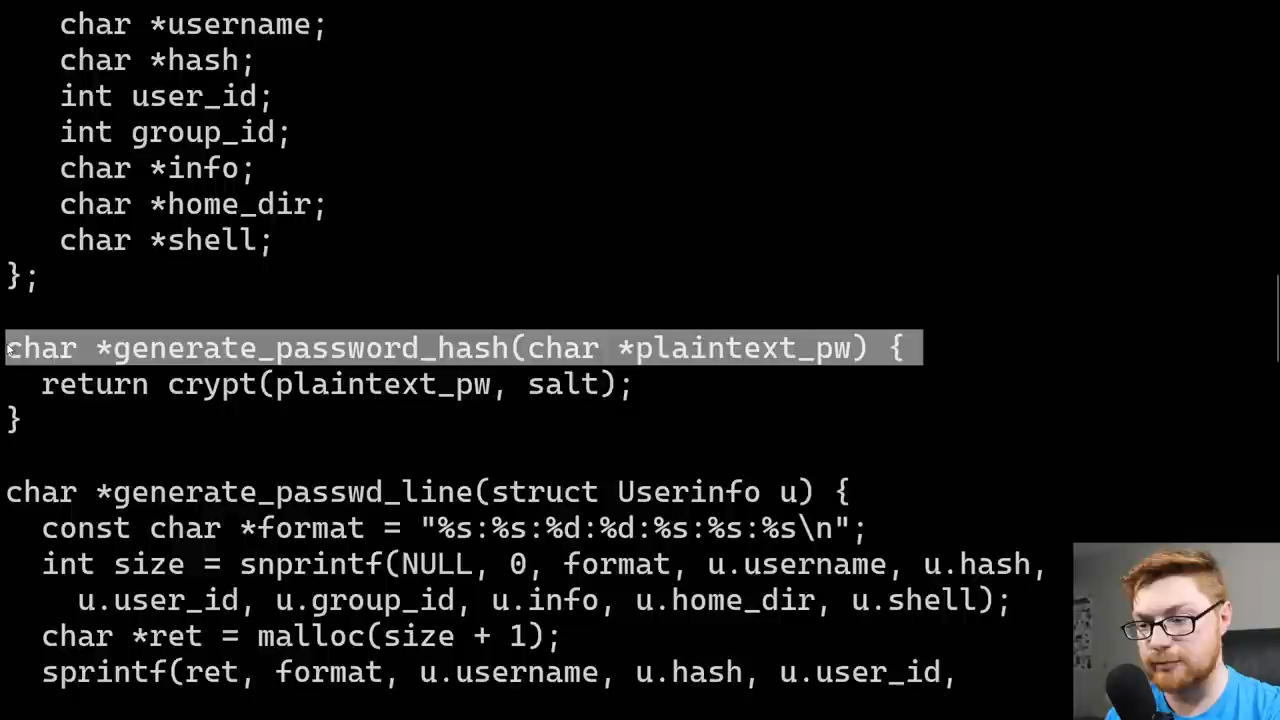 char *username;
char *hash;
int user_id;
int group_id;
char *info;
char *home_dir;
char *shell;
};
char *generate_password_hash(char *plaintext_pw) {
return crypt(plaintext_pw, salt);
}
char *generate_passwd_line(struct Userinfo u) {
const char *format = "%s:%s:%d:%d:%s:%s:%s\n";
int size = snprintf(NULL, 0, format, u.username, u.hash,
u.user_id, u.group_id, u.info, u.home_dir, u.shell);
char *ret = malloc(size + 1);
sprintf(ret, format, u.username, u.hash, u.user_id,